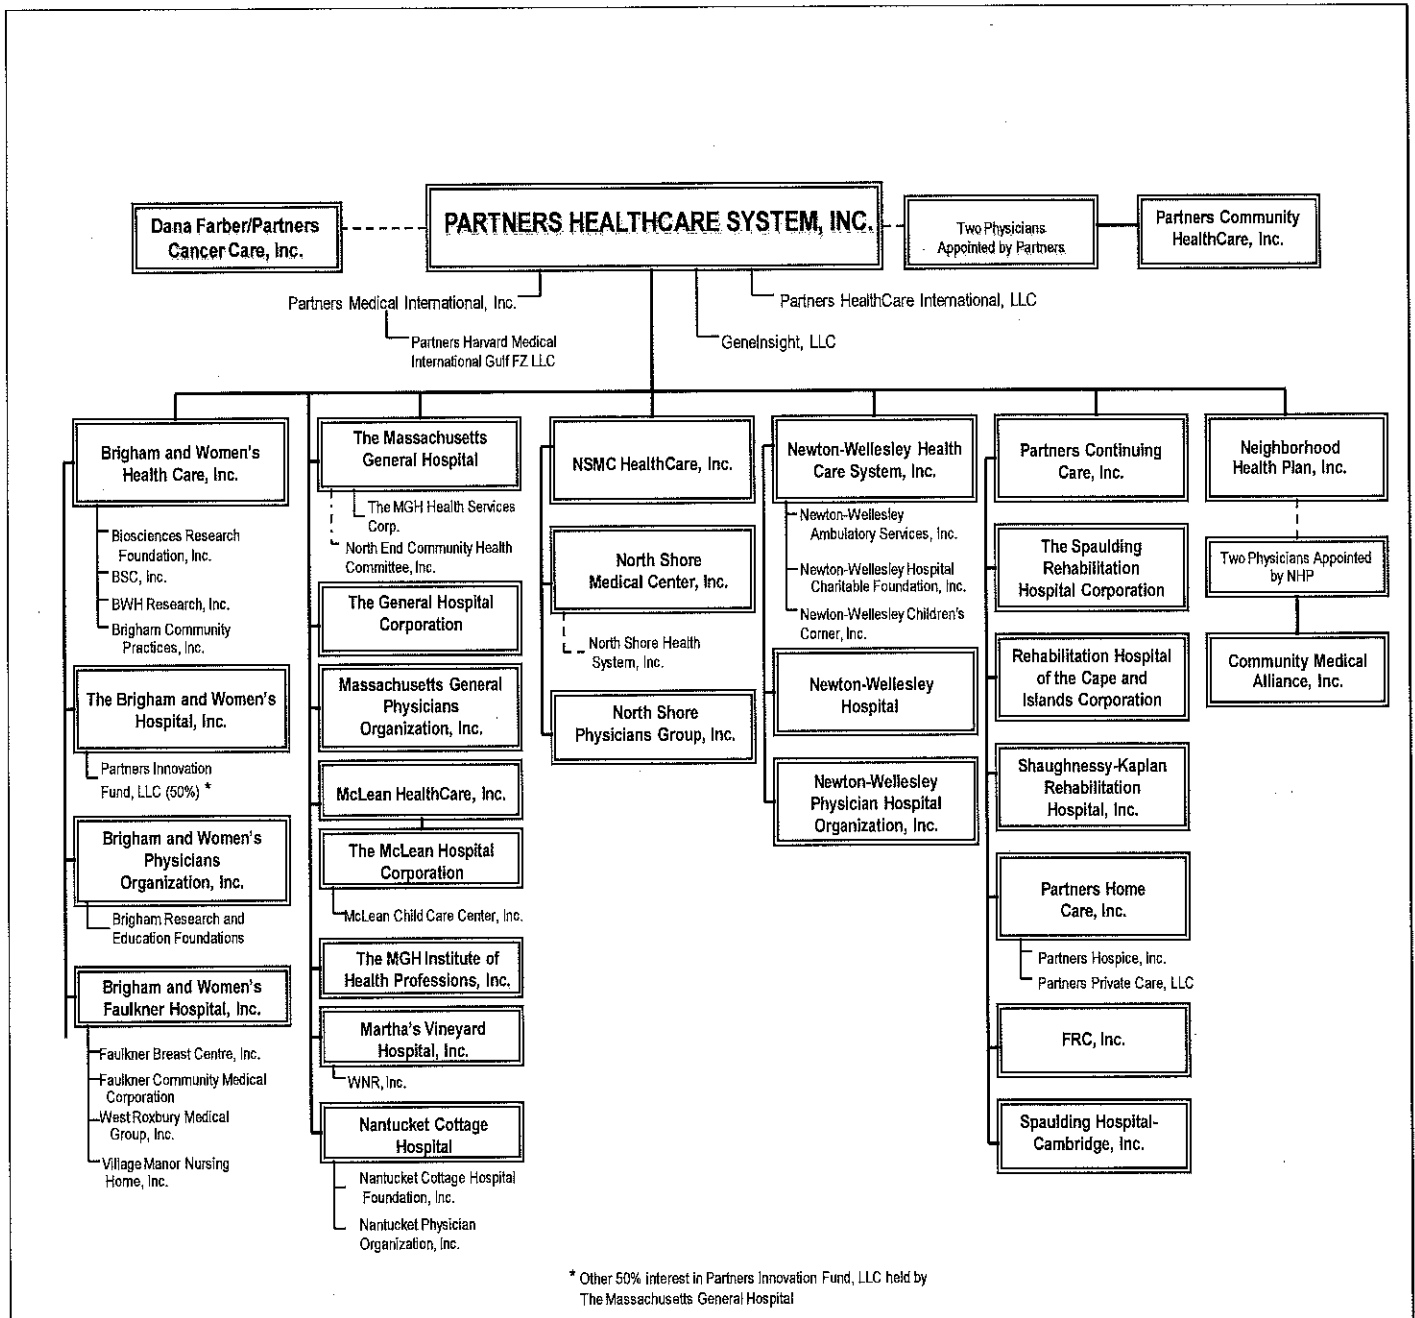 Dana Farber/Partners
Cancer Care, Inc.
PARTNERS HEALTHCARE SYSTEM, INC.
Two Physicians
Appointed by Partners
Partners Community
HealthCare, Inc.
Partners Medical International, Inc.
Partners HealthCare International, LLC
Partners Harvard Medical
International Gulf FZ LLC
GeneInsight, LLC
Brigham and Women's
Health Care, Inc.
Biosciences Research
Foundation, Inc.
BSC, Inc.
BWH Research, Inc.
Brigham Community
Practices, Inc.
The Brigham and Women's
Hospital, Inc.
Partners Innovation
Fund, LLC (50%) *
Brigham and Women's
Physicians
Organization, Inc.
Brigham Research and
Education Foundations
Brigham and Women's
Faulkner Hospital, Inc.
Faulkner Breast Centre, Inc.
Faulkner Community Medical
Corporation
West Roxbury Medical
Group, Inc.
Village Manor Nursing
Home, Inc.
The Massachusetts
General Hospital
The MGH Health Services
Corp.
North End Community Health
Committee, Inc.
The General Hospital
Corporation
Massachusetts General
Physicians
Organization, Inc.
McLean HealthCare, Inc.
The McLean Hospital
Corporation
McLean Child Care Center, Inc.
The MGH Institute of
Health Professions, Inc.
Martha's Vineyard
Hospital, Inc.
WNR, Inc.
Nantucket Cottage
Hospital
Nantucket Cottage Hospital
Foundation, Inc.
Nantucket Physician
Organization, Inc.
NSMC HealthCare, Inc.
North Shore
Medical Center, Inc.
North Shore Health
System, Inc.
North Shore
Physicians Group, Inc.
Newton-Wellesley Health
Care System, Inc.
Newton-Wellesley
Ambulatory Services, Inc.
Newton-Wellesley Hospital
Charitable Foundation, Inc.
Newton-Wellesley Children's
Corner, Inc.
Newton-Wellesley
Hospital
Newton-Wellesley
Physician Hospital
Organization, Inc.
Partners Continuing
Care, Inc.
The Spaulding
Rehabilitation
Hospital Corporation
Rehabilitation Hospital
of the Cape and
Islands Corporation
Shaughnessy-Kaplan
Rehabilitation
Hospital, Inc.
Partners Home
Care, Inc.
Partners Hospice, Inc.
Partners Private Care, LLC
FRC, Inc.
Spaulding Hospital-
Cambridge, Inc.
Neighborhood
Health Plan, Inc.
Two Physicians Appointed
by NHP
Community Medical
Alliance, Inc.
* Other 50% interest in Partners Innovation Fund, LLC held by
The Massachusetts General Hospital